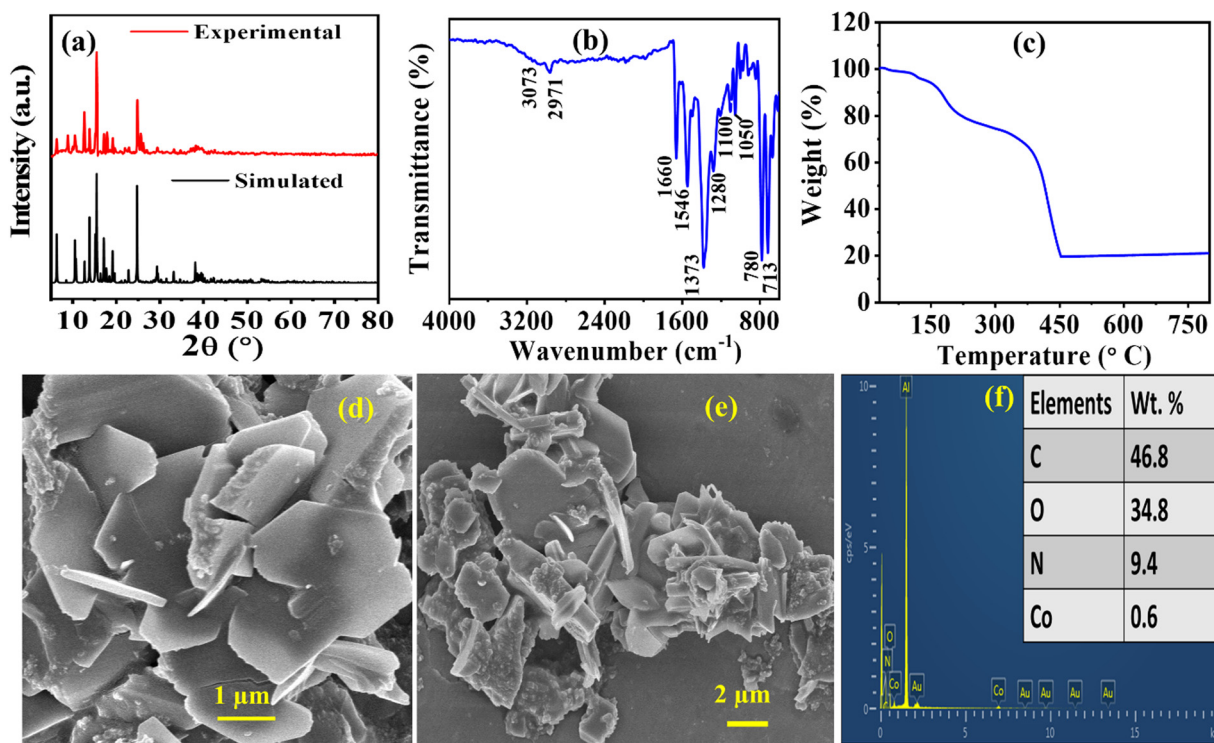 (a)
Experimental
Simulated
Intensity (a.u.)
10 20 30 40 50 60 70 80
2θ (°)
(b)
3073
2971
1660
1546
1373
1280
1100
1050
780
713
Transmittance (%)
4000 3200 2400 1600 800
Wavenumber (cm⁻¹)
(c)
120
100
80
60
40
20
0
Weight (%)
150 300 450 600 750
Temperature (° C)
(d)
1 µm
(e)
2 µm
(f)
10
5
0
cps/eV
Al
O
N
Co
Au
Co
Au
Au
Au
Au
0 5 10 15
Elements Wt. %
C 46.8
O 34.8
N 9.4
Co 0.6